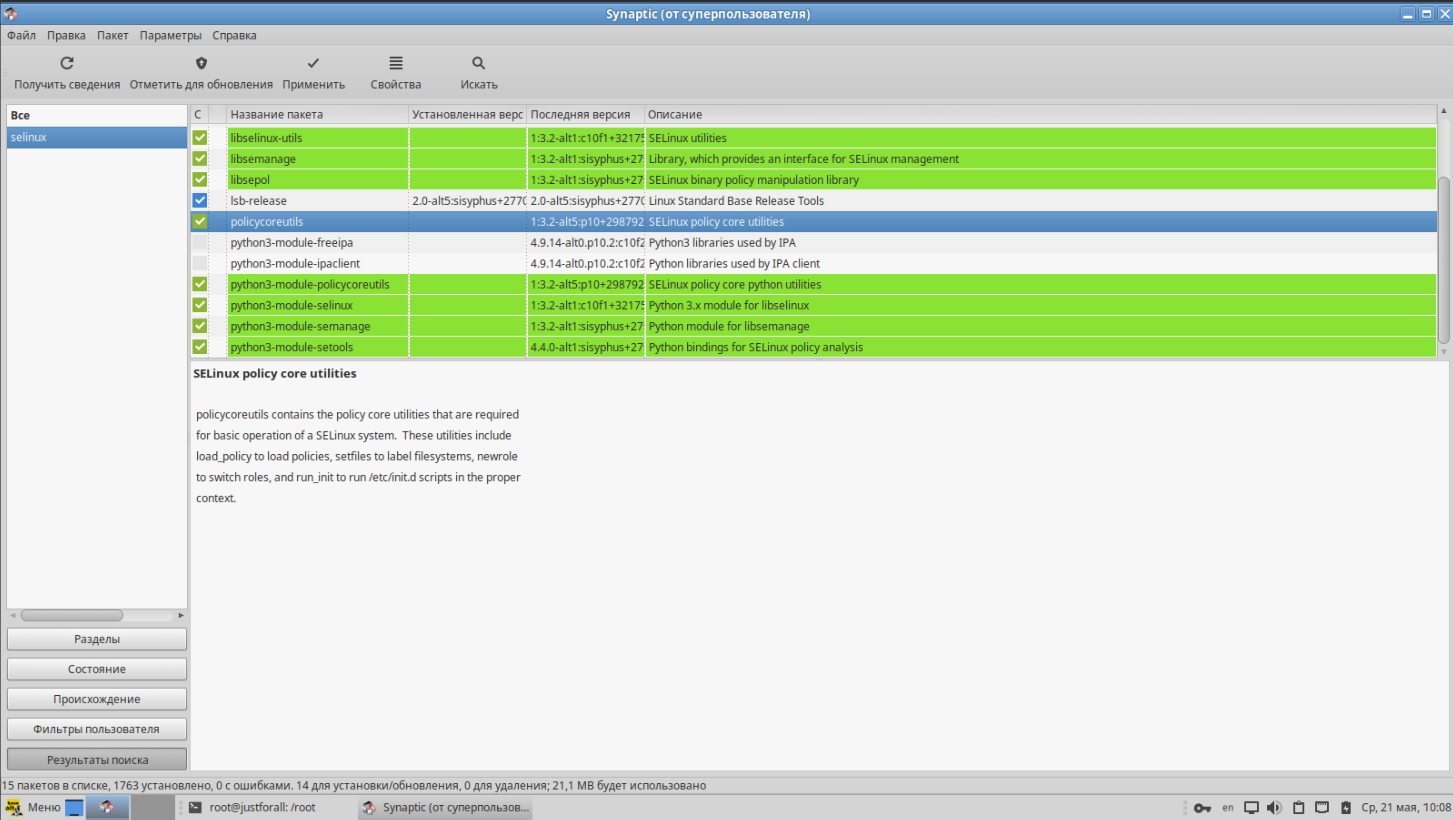 Synaptic (от суперпользователя)
Файл Правка Пакет Параметры Справка
Получить сведения Отметить для обновления Применить Свойства Искать
Все
selinux
С Название пакета Установленная верс Последняя версия Описание
libselinux-utils 1:3.2-alt1:c10f1+32175 SELinux utilities
libsemanage 1:3.2-alt1:sisyphus+27 Library, which provides an interface for SELinux management
libsepol 1:3.2-alt1:sisyphus+27 SELinux binary policy manipulation library
lsb-release 2.0-alt5:sisyphus+2770 2.0-alt5:sisyphus+2770 Linux Standard Base Release Tools
policycoreutils 1:3.2-alt5:p10+298792 SELinux policy core utilities
python3-module-freeipa 4.9.14-alt0.p10.2:c10f2 Python3 libraries used by IPA
python3-module-ipaclient 4.9.14-alt0.p10.2:c10f2 Python libraries used by IPA client
python3-module-policycoreutils 1:3.2-alt5:p10+298792 SELinux policy core python utilities
python3-module-selinux 1:3.2-alt1:c10f1+32175 Python 3.x module for libselinux
python3-module-semanage 1:3.2-alt1:sisyphus+27 Python module for libsemanage
python3-module-setools 4.4.0-alt1:sisyphus+27 Python bindings for SELinux policy analysis
SELinux policy core utilities
policycoreutils contains the policy core utilities that are required
for basic operation of a SELinux system. These utilities include
load_policy to load policies, setfiles to label filesystems, newrole
to switch roles, and run_init to run /etc/init.d scripts in the proper
context.
Разделы
Состояние
Происхождение
Фильтры пользователя
Результаты поиска
15 пакетов в списке, 1763 установлено, 0 с ошибками. 14 для установки/обновления, 0 для удаления; 21,1 MB будет использовано
Меню root@justforall: /root Synaptic (от суперпользов... en Ср, 21 мая, 10:08